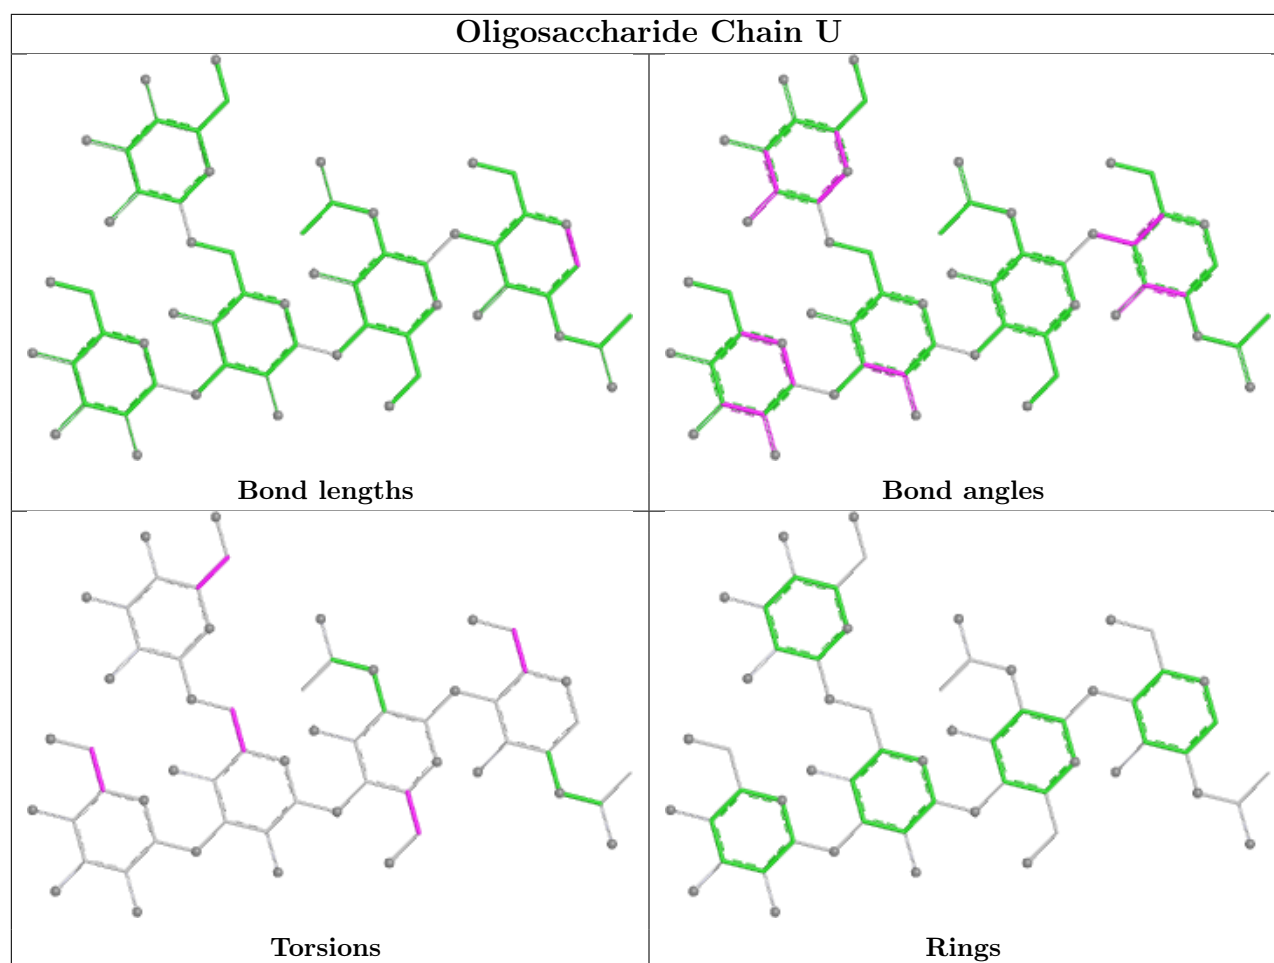 Oligosaccharide Chain U
Bond lengths
Bond angles
Torsions
Rings